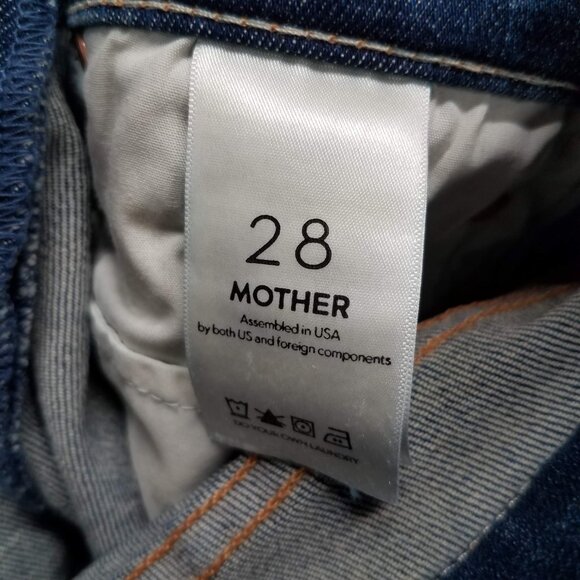 28
MOTHER
Assembled in USA
by both US and foreign components
DO YOUR OWN LAUNDRY